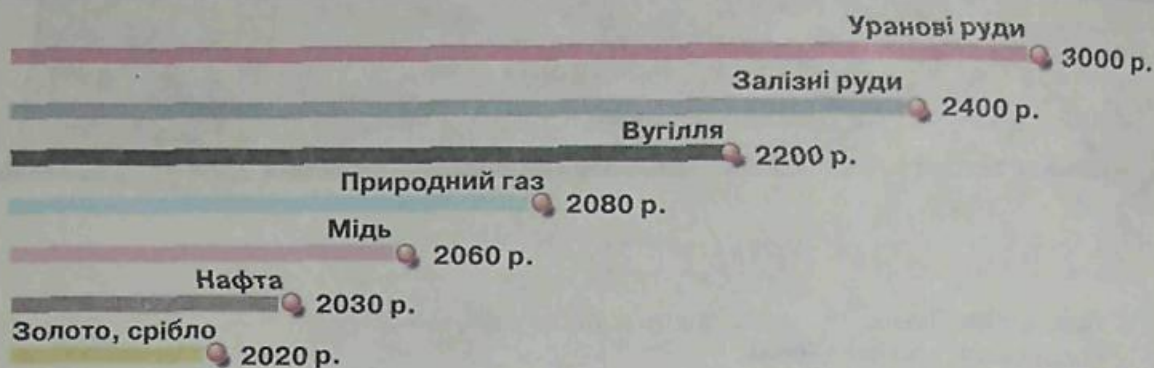 Уранові руди
3000 р.
Залізні руди
2400 р.
Вугілля
2200 р.
Природний газ
2080 р.
Мідь
2060 р.
Нафта
2030 р.
Золото, срібло
2020 р.